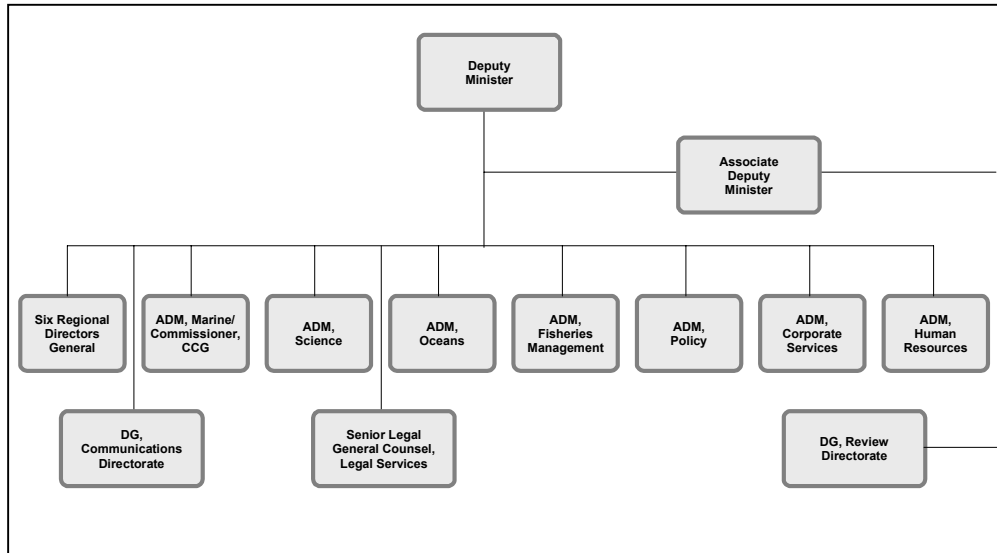 Deputy
Minister
Associate
Deputy
Minister
Six Regional
Directors
General
ADM, Marine/
Commissioner,
CCG
ADM,
Science
ADM,
Oceans
ADM,
Fisheries
Management
ADM,
Policy
ADM,
Corporate
Services
ADM,
Human
Resources
DG,
Communications
Directorate
Senior Legal
General Counsel,
Legal Services
DG, Review
Directorate